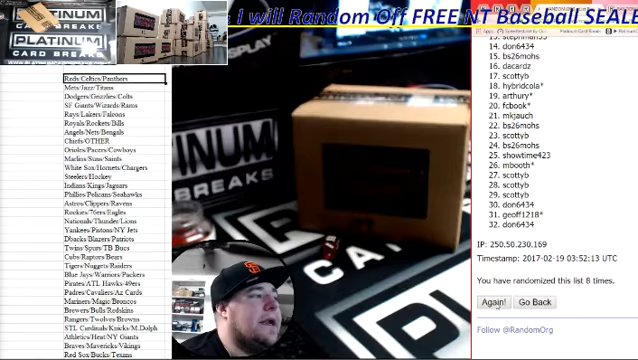 & I will Random Off FREE NT Baseball SEALE
PLATINUM
CARD BREAKS
Reds/Celtics/Panthers
Mets/Jazz/Titans
Dodgers/Grizzlies/Colts
SF Giants/Wizards/Rams
Rays/Lakers/Falcons
Royals/Rockets/Bills
Angels/Nets/Bengals
Chiefs/OTHER
Orioles/Pacers/Cowboys
Marlins/Suns/Saints
White Sox/Hornets/Chargers
Steelers/Hockey
Indians/Kings/Jaguars
Phillies/Pelicans/Seahawks
Astros/Clippers/Ravens
Rockies/76ers/Eagles
Nationals/Thunder/Lions
Yankees/Pistons/NY Jets
Dbacks/Blazers/Patriots
Twins/Spurs/TB Bucs
Cubs/Raptors/Bears
Tigers/Nuggets/Raiders
Blue Jays/Warriors/Packers
Pirates/ATL Hawks/49ers
Padres/Cavaliers/Az Cards
Mariners/Magic/Broncos
Brewers/Bulls/Redskins
Rangers/Twolves/Browns
STL Cardinals/Knicks/M.Dolph
Athletics/Heat/NY Giants
Braves/Mavericks/Vikings
Red Sox/Bucks/Texans
BREAKS
14. don6434
15. bs26mohs
16. decardz
17. scottyb
18. hybridcola*
19. arthury*
20. fcbook*
21. mkjauch
22. bs26mohs
23. scottyb
24. bs26mohs
25. showtime423
26. mbooth*
27. scottyb
28. scottyb
29. scottyb
30. don6434
31. geoff1218*
32. don6434
IP: 250.50.230.169
Timestamp: 2017-02-19 03:52:13 UTC
You have randomized this list 8 times.
Again!
Go Back
Follow @RandomOrg